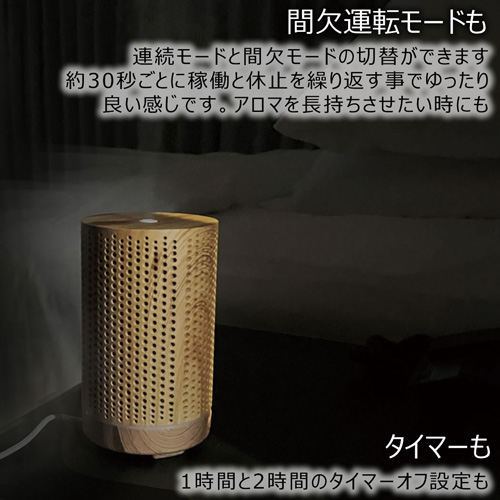 間欠運転モードも
連続モードと間欠モードの切替ができます
約30秒ごとに稼働と休止を繰り返す事でゆったり
良い感じです。アロマを長持ちさせたい時にも
タイマーも
1時間と2時間のタイマーオフ設定も